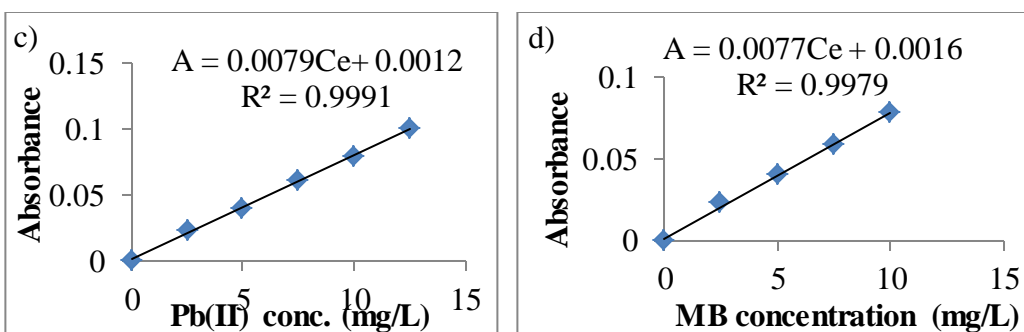 c)
A = 0.0079Ce+ 0.0012
R² = 0.9991
Absorbance
0.15
0.1
0.05
0
0 5 10 15
Pb(II) conc. (mg/L)
d)
A = 0.0077Ce + 0.0016
R² = 0.9979
Absorbance
0.1
0.05
0
0 5 10 15
MB concentration (mg/L)